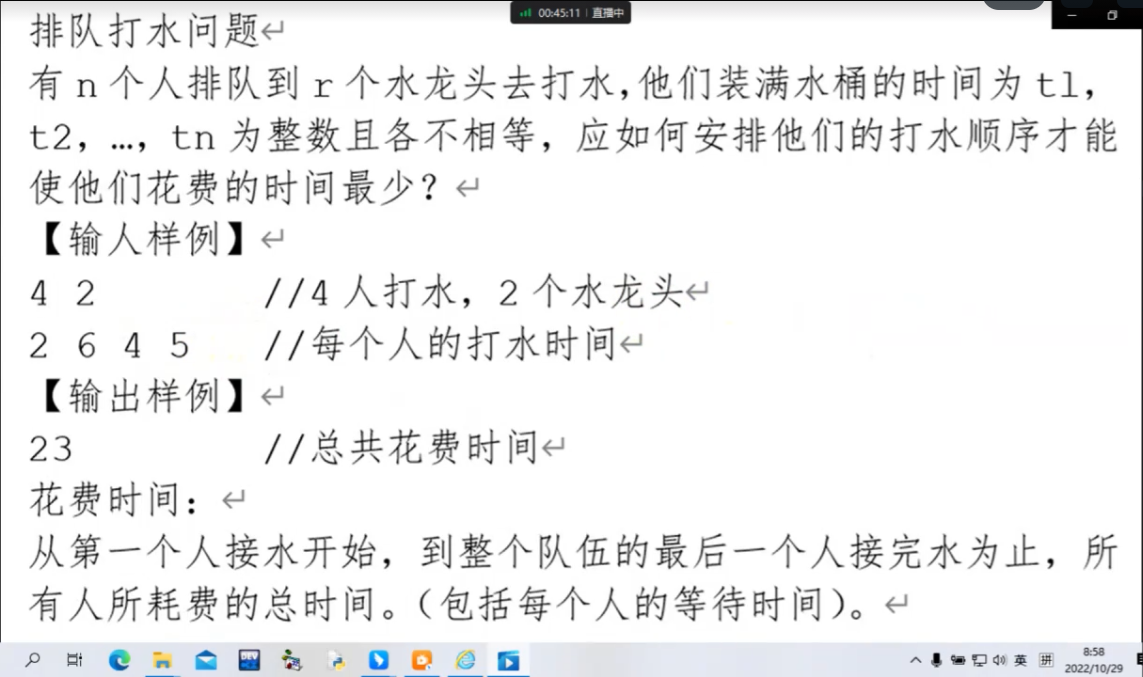 00:45:11 | 直播中
排队打水问题↵
有 n 个人排队到 r 个水龙头去打水,他们装满水桶的时间为 t1,
t2, …, tn 为整数且各不相等，应如何安排他们的打水顺序才能
使他们花费的时间最少？↵
【输人样例】↵
4 2 //4 人打水，2 个水龙头↵
2 6 4 5 //每个人的打水时间↵
【输出样例】↵
23 //总共花费时间↵
花费时间：↵
从第一个人接水开始，到整个队伍的最后一个人接完水为止，所
有人所耗费的总时间。（包括每个人的等待时间）。↵
DEV
英 拼 8:58
2022/10/29